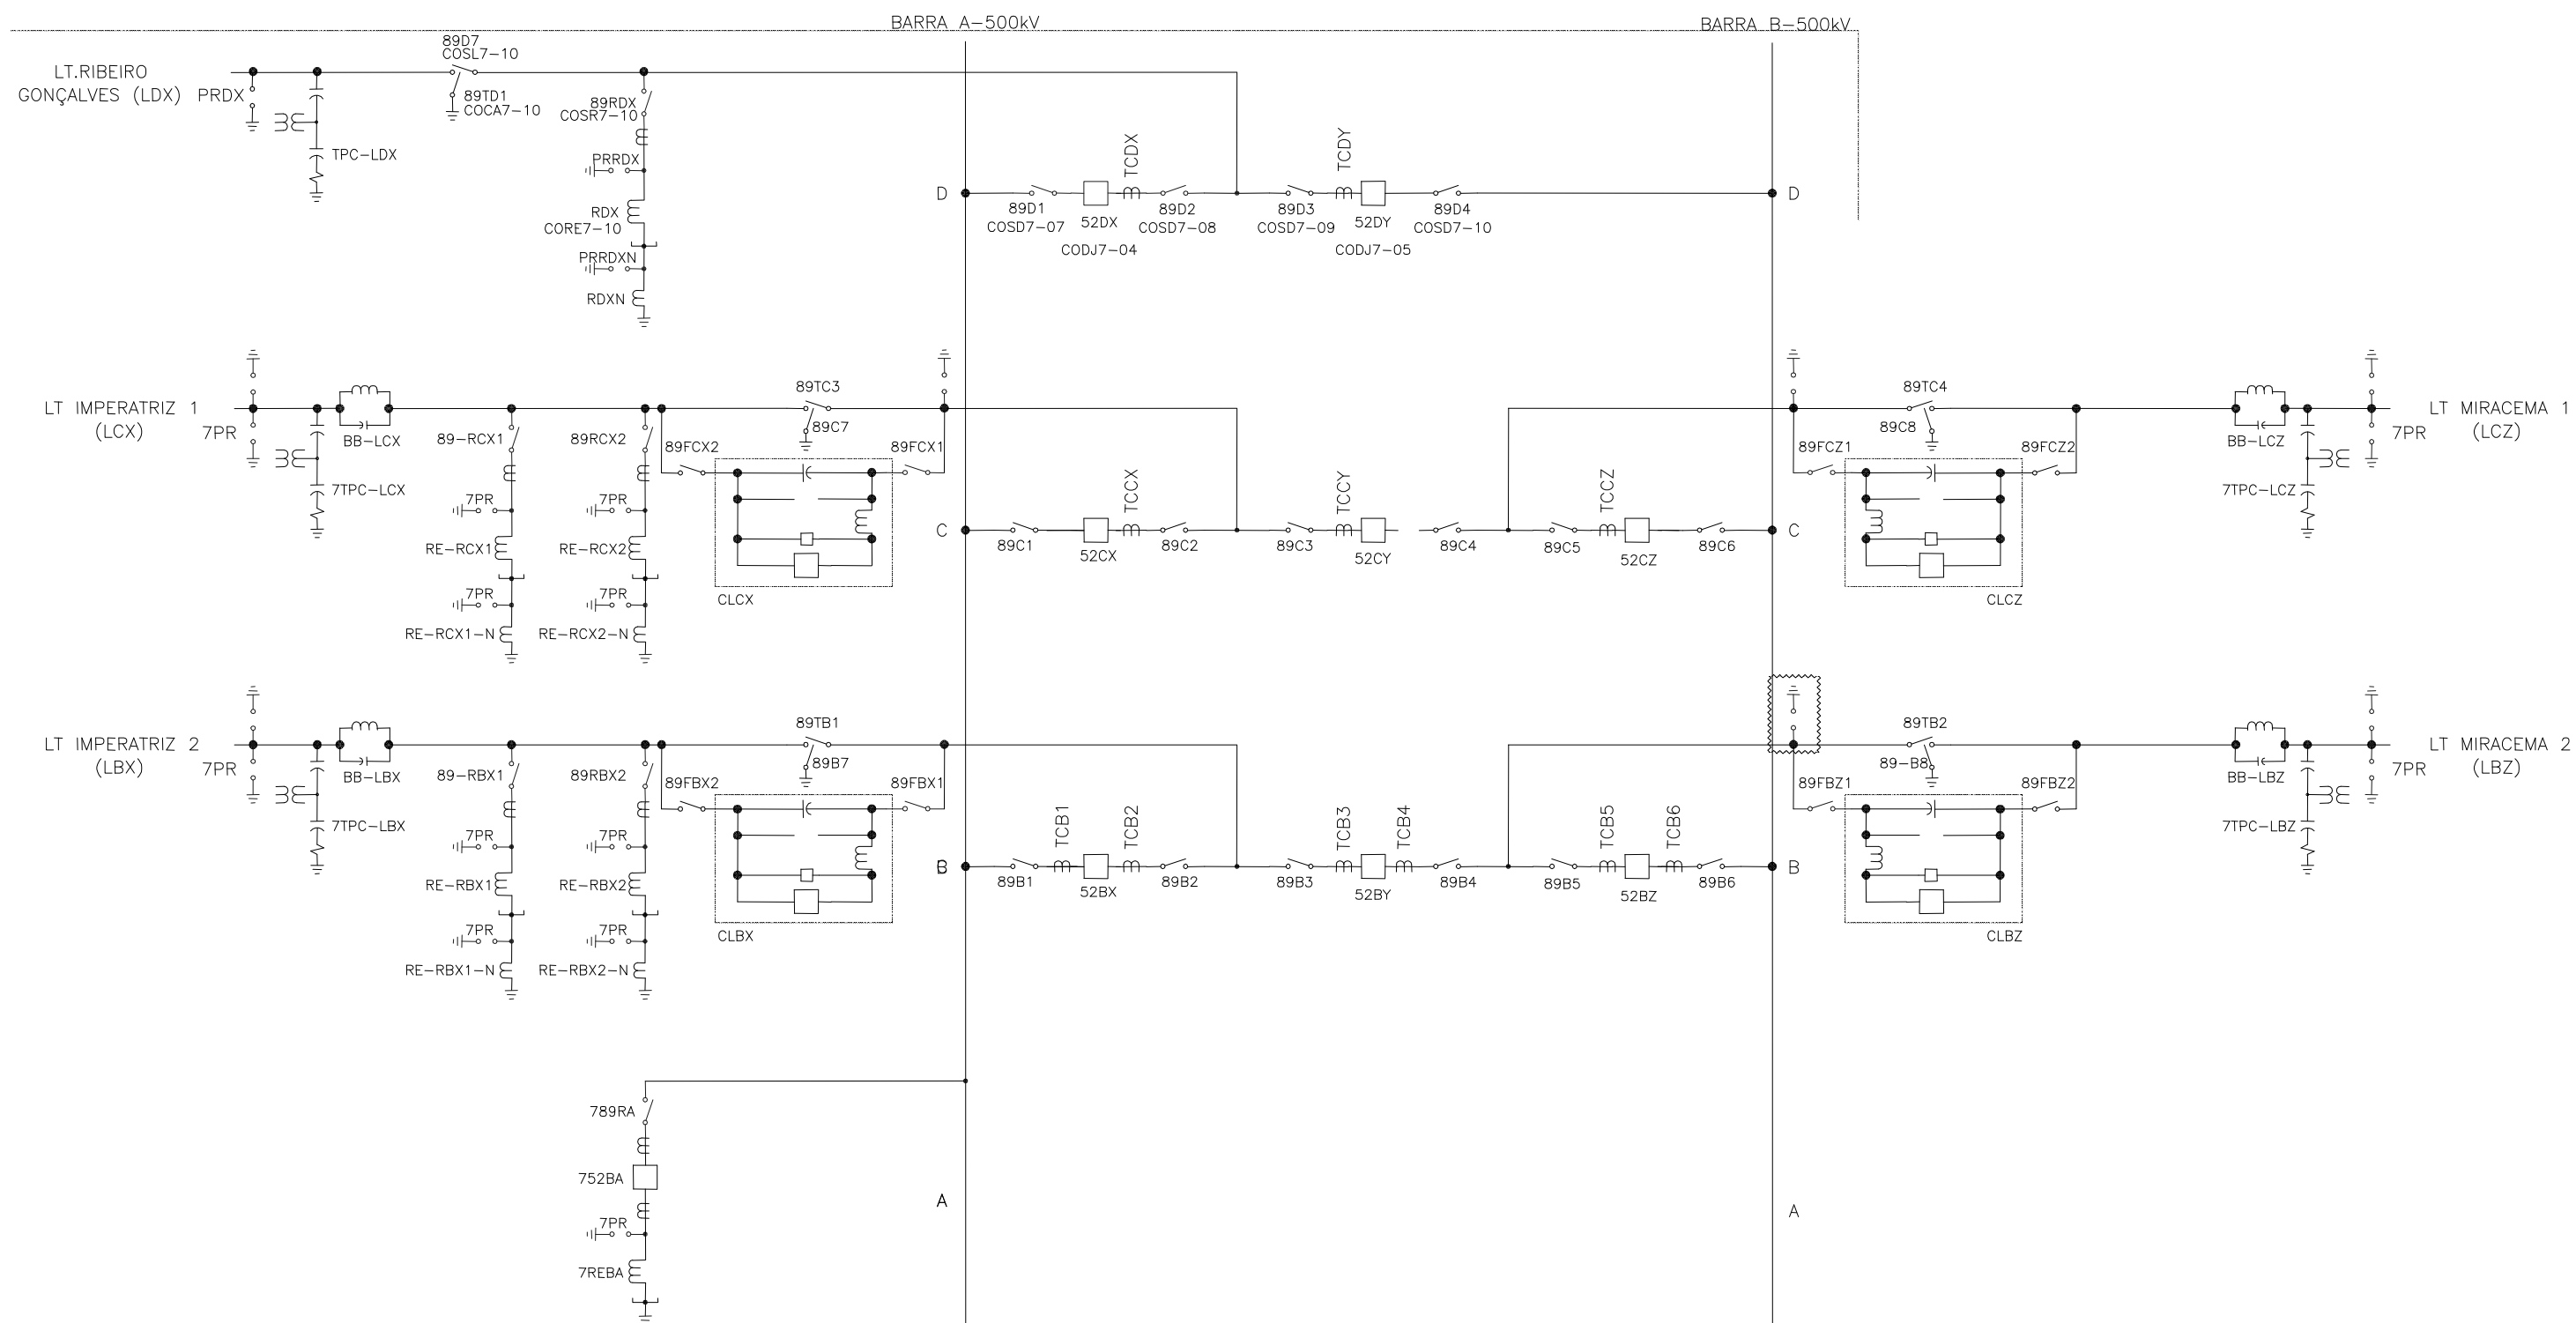 BARRA A-500kV
BARRA B-500kV
89D7
COSL7-10
LT.RIBEIRO
GONÇALVES (LDX)
PRDX
89TD1
COCA7-10
89RDX
COSR7-10
TPC-LDX
PRRDX
RDX
CORE7-10
PRRDXN
RDXN
TCDX
TCDY
D
D
89D1
COSD7-07
52DX
CODJ7-04
89D2
COSD7-08
89D3
COSD7-09
52DY
CODJ7-05
89D4
COSD7-10
LT IMPERATRIZ 1
(LCX)
7PR
BB-LCX
7TPC-LCX
89-RCX1
89RCX2
89FCX2
89TC3
89C7
89FCX1
7PR
7PR
RE-RCX1
RE-RCX2
7PR
7PR
RE-RCX1-N
RE-RCX2-N
CLCX
C
89C1
52CX
TCCX
89C2
89C3
TCCY
52CY
89C4
89C5
TCCZ
52CZ
89C6
C
89TC4
89C8
89FCZ1
89FCZ2
CLCZ
BB-LCZ
7TPC-LCZ
7PR
LT MIRACEMA 1
(LCZ)
LT IMPERATRIZ 2
(LBX)
7PR
BB-LBX
7TPC-LBX
89-RBX1
89RBX2
89FBX2
89TB1
89B7
89FBX1
7PR
7PR
RE-RBX1
RE-RBX2
7PR
7PR
RE-RBX1-N
RE-RBX2-N
CLBX
B
89B1
TCB1
52BX
TCB2
89B2
89B3
TCB3
52BY
TCB4
89B4
89B5
TCB5
52BZ
TCB6
89B6
B
89TB2
89-B8
89FBZ1
89FBZ2
CLBZ
BB-LBZ
7TPC-LBZ
7PR
LT MIRACEMA 2
(LBZ)
789RA
752BA
7PR
7REBA
A
A